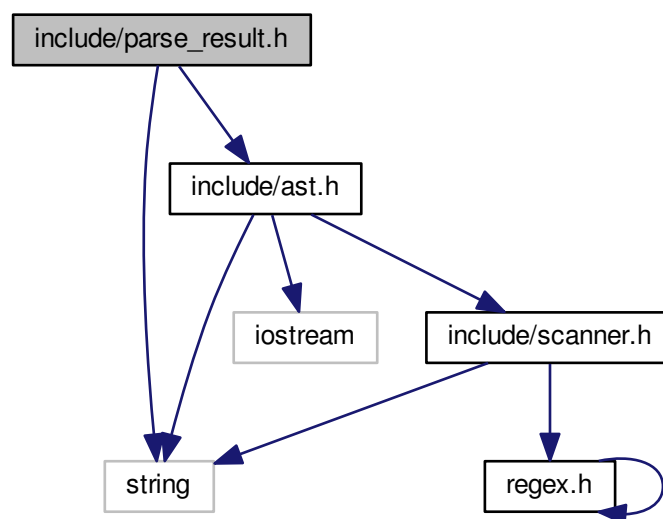 include/parse_result.h
include/ast.h
iostream
include/scanner.h
string
regex.h